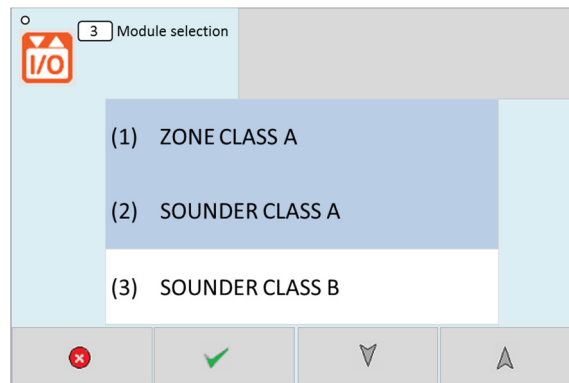 3 Module selection
I/O
(1) ZONE CLASS A
(2) SOUNDER CLASS A
(3) SOUNDER CLASS B